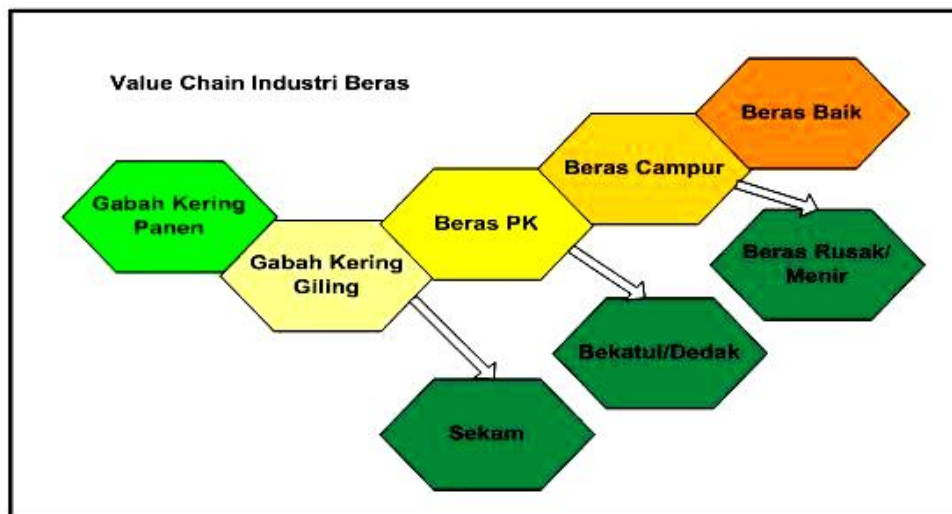 Value Chain Industri Beras
Beras Baik
Beras Campur
Gabah Kering
Panen
Beras PK
Gabah Kering
Giling
Beras Rusak/
Menir
Bekatul/Dedak
Sekam